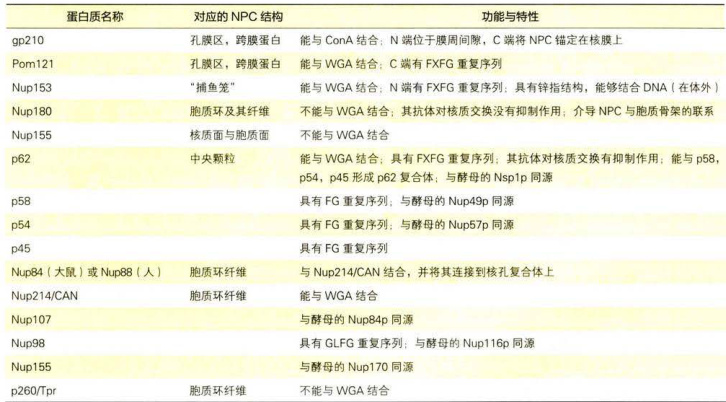 蛋白质名称 对应的 NPC 结构 功能与特性
gp210 孔膜区，跨膜蛋白 能与 ConA 结合；N 端位于膜周间隙，C 端将 NPC 锚定在核膜上
Pom121 孔膜区，跨膜蛋白 能与 WGA 结合；C 端有 FXFG 重复序列
Nup153 “捕鱼笼” 能与 WGA 结合；N 端有 FXFG 重复序列；具有锌指结构，能够结合 DNA（在体外）
Nup180 胞质环及其纤维 不能与 WGA 结合；其抗体对核质交换没有抑制作用；介导 NPC 与胞质骨架的联系
Nup155 核质面与胞质面 不能与 WGA 结合
p62 中央颗粒 能与 WGA 结合；具有 FXFG 重复序列；其抗体对核质交换有抑制作用；能与 p58，
p54，p45 形成 p62 复合体；与酵母的 Nsp1p 同源
p58 具有 FG 重复序列；与酵母的 Nup49p 同源
p54 具有 FG 重复序列；与酵母的 Nup57p 同源
p45 具有 FG 重复序列
Nup84（大鼠）或 Nup88（人） 胞质环纤维 与 Nup214/CAN 结合，并将其连接到核孔复合体上
Nup214/CAN 胞质环纤维 能与 WGA 结合
Nup107 与酵母的 Nup84p 同源
Nup98 具有 GLFG 重复序列；与酵母的 Nup116p 同源
Nup155 与酵母的 Nup170 同源
p260/Tpr 胞质环纤维 不能与 WGA 结合